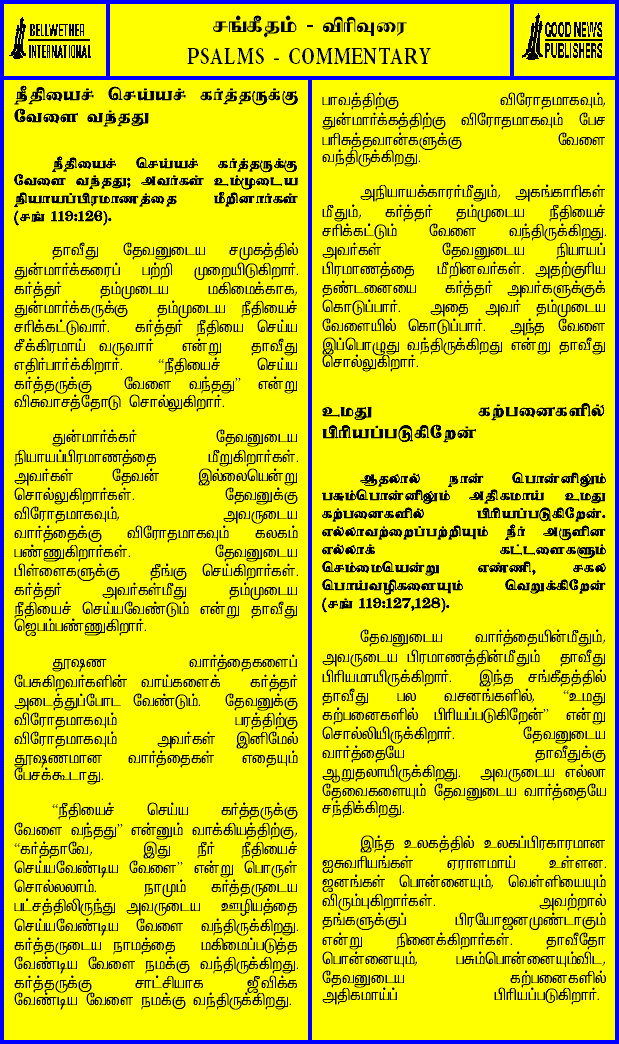 BELLWETHER
INTERNATIONAL
சங்கீதம் - விரிவுரை
PSALMS - COMMENTARY
GOOD NEWS
PUBLISHERS
நீதியைச் செய்யச் கர்த்தருக்கு
வேளை வந்தது
நீதியைச் செய்யச் கர்த்தருக்கு
வேளை வந்தது; அவர்கள் உம்முடைய
நியாயப்பிரமாணத்தை மீறினார்கள்
(சங் 119:126).
தாவீது தேவனுடைய சமுகத்தில்
துன்மார்க்கரைப் பற்றி முறையிடுகிறார்.
கர்த்தர் தம்முடைய மகிமைக்காக,
துன்மார்க்கருக்கு தம்முடைய நீதியைச்
சரிக்கட்டுவார். கர்த்தர் நீதியை செய்ய
சீக்கிரமாய் வருவார் என்று தாவீது
எதிர்பார்க்கிறார். “நீதியைச் செய்ய
கர்த்தருக்கு வேளை வந்தது” என்று
விசுவாசத்தோடு சொல்லுகிறார்.
துன்மார்க்கர் தேவனுடைய
நியாயப்பிரமாணத்தை மீறுகிறார்கள்.
அவர்கள் தேவன் இல்லையென்று
சொல்லுகிறார்கள். தேவனுக்கு
விரோதமாகவும், அவருடைய
வார்த்தைக்கு விரோதமாகவும் கலகம்
பண்ணுகிறார்கள். தேவனுடைய
பிள்ளைகளுக்கு தீங்கு செய்கிறார்கள்.
கர்த்தர் அவர்கள்மீது தம்முடைய
நீதியைச் செய்யவேண்டும் என்று தாவீது
ஜெபம்பண்ணுகிறார்.
தூஷண வார்த்தைகளைப்
பேசுகிறவர்களின் வாய்களைக் கர்த்தர்
அடைத்துப்போட வேண்டும். தேவனுக்கு
விரோதமாகவும் பரத்திற்கு
விரோதமாகவும் அவர்கள் இனிமேல்
தூஷணமான வார்த்தைகள் எதையும்
பேசக்கூடாது.
“நீதியைச் செய்ய கர்த்தருக்கு
வேளை வந்தது” என்னும் வாக்கியத்திற்கு,
“கர்த்தாவே, இது நீர் நீதியைச்
செய்யவேண்டிய வேளை” என்று பொருள்
சொல்லலாம். நாமும் கர்த்தருடைய
பட்சத்திலிருந்து அவருடைய ஊழியத்தை
செய்யவேண்டிய வேளை வந்திருக்கிறது.
கர்த்தருடைய நாமத்தை மகிமைப்படுத்த
வேண்டிய வேளை நமக்கு வந்திருக்கிறது.
கர்த்தருக்கு சாட்சியாக ஜீவிக்க
வேண்டிய வேளை நமக்கு வந்திருக்கிறது.
பாவத்திற்கு விரோதமாகவும்,
துன்மார்க்கத்திற்கு விரோதமாகவும் பேச
பரிசுத்தவான்களுக்கு வேளை
வந்திருக்கிறது.
அநியாயக்காரர்மீதும், அகங்காரிகள்
மீதும், கர்த்தர் தம்முடைய நீதியைச்
சரிக்கட்டும் வேளை வந்திருக்கிறது.
அவர்கள் தேவனுடைய நியாயப்
பிரமாணத்தை மீறினவர்கள். அதற்குரிய
தண்டனையை கர்த்தர் அவர்களுக்குக்
கொடுப்பார். அதை அவர் தம்முடைய
வேளையில் கொடுப்பார். அந்த வேளை
இப்பொழுது வந்திருக்கிறது என்று தாவீது
சொல்லுகிறார்.
உமது கற்பனைகளில்
பிரியப்படுகிறேன்
ஆதலால் நான் பொன்னிலும்
பசும்பொன்னிலும் அதிகமாய் உமது
கற்பனைகளில் பிரியப்படுகிறேன்.
எல்லாவற்றைப்பற்றியும் நீர் அருளின
எல்லாக் கட்டளைகளும்
செம்மையென்று எண்ணி, சகல
பொய்வழிகளையும் வெறுக்கிறேன்
(சங் 119:127,128).
தேவனுடைய வார்த்தையின்மீதும்,
அவருடைய பிரமாணத்தின்மீதும் தாவீது
பிரியமாயிருக்கிறார். இந்த சங்கீதத்தில்
தாவீது பல வசனங்களில், “உமது
கற்பனைகளில் பிரியப்படுகிறேன்” என்று
சொல்லியிருக்கிறார். தேவனுடைய
வார்த்தையே தாவீதுக்கு
ஆறுதலாயிருக்கிறது. அவருடைய எல்லா
தேவைகளையும் தேவனுடைய வார்த்தையே
சந்திக்கிறது.
இந்த உலகத்தில் உலகப்பிரகாரமான
ஐசுவரியங்கள் ஏராளமாய் உள்ளன.
ஜனங்கள் பொன்னையும், வெள்ளியையும்
விரும்புகிறார்கள். அவற்றால்
தங்களுக்குப் பிரயோஜனமுண்டாகும்
என்று நினைக்கிறார்கள். தாவீதோ
பொன்னையும், பசும்பொன்னையும்விட,
தேவனுடைய கற்பனைகளில்
அதிகமாய்ப் பிரியப்படுகிறார்.